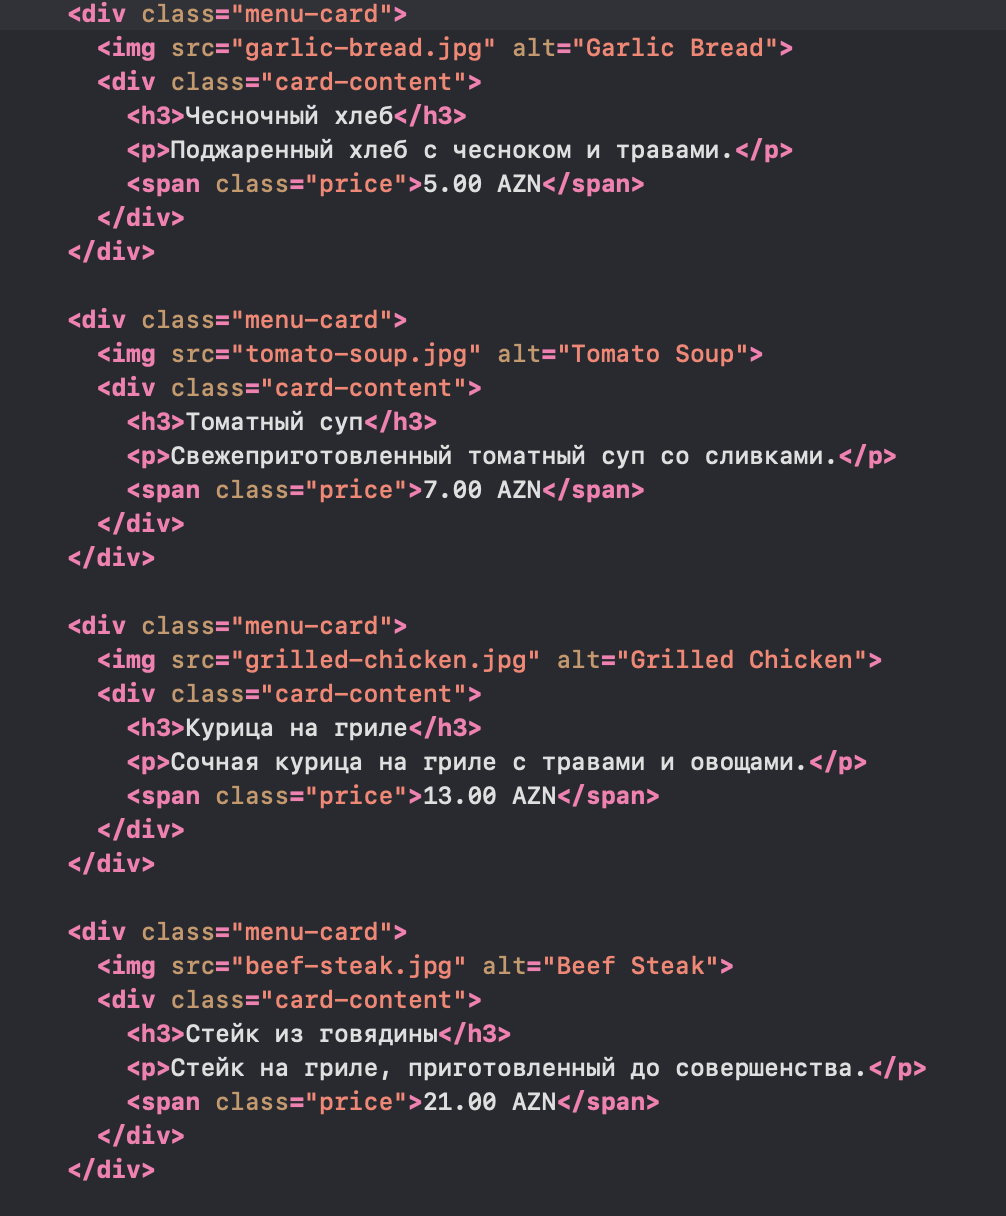 <div class="menu-card">
<img src="garlic-bread.jpg" alt="Garlic Bread">
<div class="card-content">
<h3>Чесночный хлеб</h3>
<p>Поджаренный хлеб с чесноком и травами.</p>
<span class="price">5.00 AZN</span>
</div>
</div>
<div class="menu-card">
<img src="tomato-soup.jpg" alt="Tomato Soup">
<div class="card-content">
<h3>Томатный суп</h3>
<p>Свежеприготовленный томатный суп со сливками.</p>
<span class="price">7.00 AZN</span>
</div>
</div>
<div class="menu-card">
<img src="grilled-chicken.jpg" alt="Grilled Chicken">
<div class="card-content">
<h3>Курица на гриле</h3>
<p>Сочная курица на гриле с травами и овощами.</p>
<span class="price">13.00 AZN</span>
</div>
</div>
<div class="menu-card">
<img src="beef-steak.jpg" alt="Beef Steak">
<div class="card-content">
<h3>Стейк из говядины</h3>
<p>Стейк на гриле, приготовленный до совершенства.</p>
<span class="price">21.00 AZN</span>
</div>
</div>